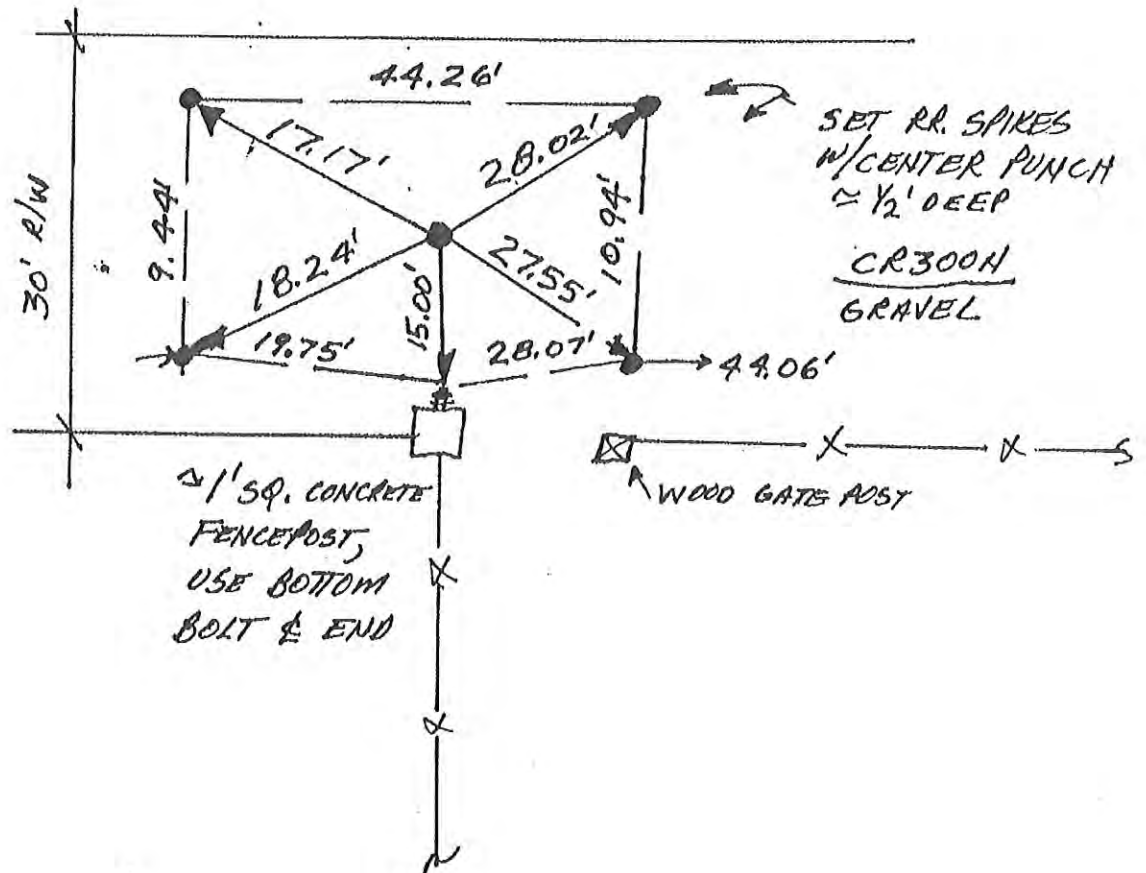 44.26'
17.17'
28.02'
SET RR. SPIKES
W/CENTER PUNCH
≈ 1/2' DEEP
30' R/W
9.44'
10.94'
CR300N
GRAVEL
18.24'
15.00'
27.55'
19.75'
28.07'
44.06'
≈1' SQ. CONCRETE
FENCEPOST,
USE BOTTOM
BOLT ⅊ END
WOOD GATE POST